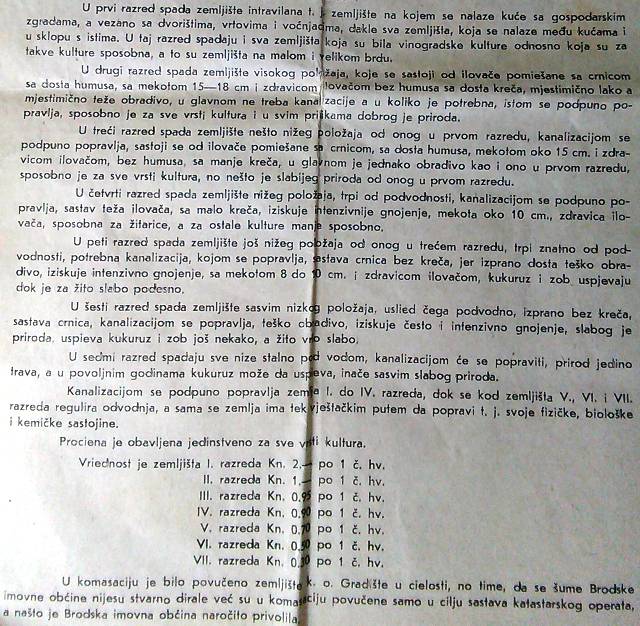 U prvi razred spada zemljište intravilana t. j. zemljište na kojem se nalaze kuće sa gospodarskim
zgradama, a vezano sa dvorištima, vrtovima i voćnjacima, dakle sva zemljišta, koja se nalaze među kućama i
u sklopu s istima. U taj razred spadaju i sva zemljišta koja su bila vinogradske kulture odnosno koja su za
takve kulture sposobna, a to su zemljišta na malom i velikom brdu.
U drugi razred spada zemljište visokog položaja, koje se sastoji od ilovače pomiešane sa crnicom
sa dosta humusa, sa mekotom 15—18 cm i zdravicom ilovačom bez humusa sa dosta kreča, mjestimično lako a
mjestimično teže obradivo, u glavnom ne treba kanalizacije a u koliko je potrebna, istom se podpuno po-
pravlja, sposobno je za sve vrsti kultura i u svim prilikama dobrog je priroda.
U treći razred spada zemljište nešto nižeg položaja od onog u prvom razredu, kanalizacijom se
podpuno popravlja, sastoji se od ilovače pomiešane sa crnicom, sa dosta humusa, mekotom oko 15 cm. i zdra-
vicom ilovačom, bez humusa, sa manje kreča, u glavnom je jednako obradivo kao i ono u prvom razredu,
sposobno je za sve vrsti kultura, no nešto je slabijeg priroda od onog u prvom razredu.
U četvrti razred spada zemljište nižeg položaja, trpi od podvodnosti, kanalizacijom se podpuno po-
pravlja, sastav teža ilovača, sa malo kreča, iziskuje intenzivnije gnojenje, mekota oko 10 cm., zdravica ilo-
vača, sposobna za žitarice, a za ostale kulture manje sposobno.
U peti razred spada zemljište još nižeg položaja od onog u trećem razredu, trpi znatno od pod-
vodnosti, potrebna kanalizacija, kojom se popravlja, sastava crnica bez kreča, jer izprano dosta teško obra-
divo, iziskuje intenzivno gnojenje, sa mekotom 8 do 10 cm. i zdravicom ilovačom, kukuruz i zob uspjevaju
dok je za žito slabo podesno.
U šesti razred spada zemljište sasvim nizkog položaja, uslied čega podvodno, izprano bez kreča,
sastava crnica, kanalizacijom se popravlja, teško obradivo, iziskuje često i intenzivno gnojenje, slabog je
priroda, uspieva kukuruz i zob još nekako, a žito vrlo slabo.
U sedmi razred spadaju sve nize stalno pod vodom, kanalizacijom će se popraviti, prirod jedino
trava, a u povoljnim godinama kukuruz može da uspieva, inače sasvim slabog priroda.
Kanalizacijom se podpuno popravlja zemlja I. do IV. razreda, dok se kod zemljišta V., VI. i VII.
razreda regulira odvodnja, a sama se zemlja ima tek vještačkim putem da popravi t. j. svoje fizičke, biološke
i kemičke sastojine.
Prociena je obavljena jedinstveno za sve vrsti kultura.
Vriednost je zemljišta I. razreda Kn. 2.— po 1 č. hv.
II. razreda Kn. 1.— po 1 č. hv.
III. razreda Kn. 0.95 po 1 č. hv.
IV. razreda Kn. 0.90 po 1 č. hv.
V. razreda Kn. 0.70 po 1 č. hv.
VI. razreda Kn. 0.50 po 1 č. hv.
VII. razreda Kn. 0.30 po 1 č. hv.
U komasaciju je bilo povučeno zemljište k. o. Gradište u cielosti, no time, da se šume Brodske
imovne obćine nijesu stvarno dirale već su u komasaciju povučene samo u cilju sastava katastarskog operata,
a našto je Brodska imovna obćina naročito privolila.